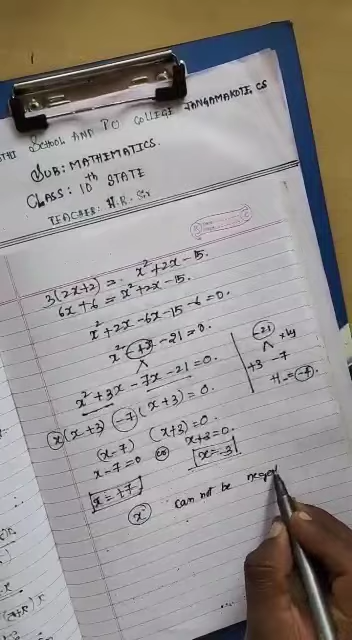 SCHOOL AND PU COLLEGE JANGAMAKOTE, CS
SUB: MATHEMATICS.
CLASS: 10th STATE
TEACHER: H.R. Sir
3(2x+2) = x²+2x-15.
6x+6 = x²+2x-15.
x²+2x-6x-15-6=0.
x²-4x-21=0.
x²+3x-7x-21=0.
x(x+3)-7(x+3)=0.
(x-7) (x+3)=0.
x-7=0 (or) x+3=0.
x=+7 x=-3
-21
+3 -7
-4
"x" can not be